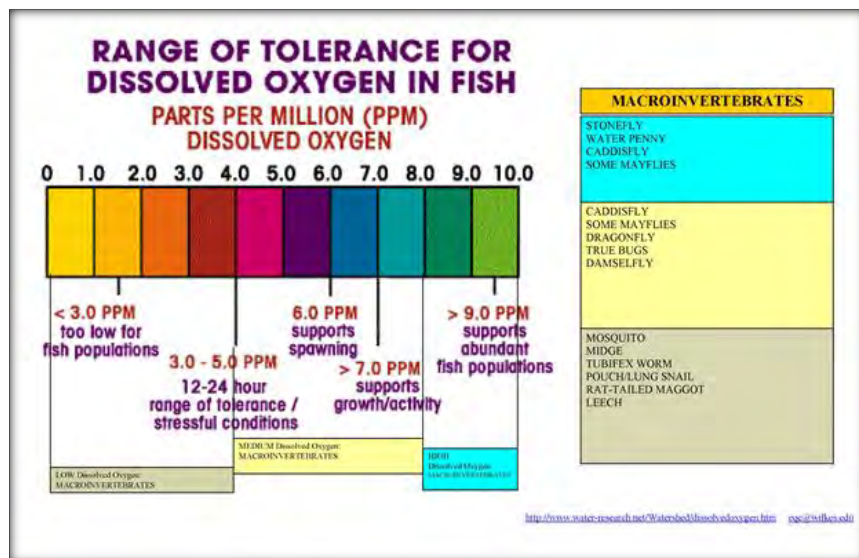 RANGE OF TOLERANCE FOR
DISSOLVED OXYGEN IN FISH
PARTS PER MILLION (PPM)
DISSOLVED OXYGEN
0 1.0 2.0 3.0 4.0 5.0 6.0 7.0 8.0 9.0 10.0
< 3.0 PPM
too low for
fish populations
3.0 - 5.0 PPM
12-24 hour
range of tolerance /
stressful conditions
6.0 PPM
supports
spawning
> 7.0 PPM
supports
growth/activity
> 9.0 PPM
supports
abundant
fish populations
LOW Dissolved Oxygen:
MACROINVERTEBRATES
MEDIUM Dissolved Oxygen:
MACROINVERTEBRATES
HIGH
Dissolved Oxygen:
MACROINVERTEBRATES
MACROINVERTEBRATES
STONEFLY
WATER PENNY
CADDISFLY
SOME MAYFLIES
CADDISFLY
SOME MAYFLIES
DRAGONFLY
TRUE BUGS
DAMSELFLY
MOSQUITO
MIDGE
TUBIFEX WORM
POUCH/LUNG SNAIL
RAT-TAILED MAGGOT
LEECH
http://www.water-research.net/Watershed/dissolvedoxygen.htm pgc@wilkes.edu